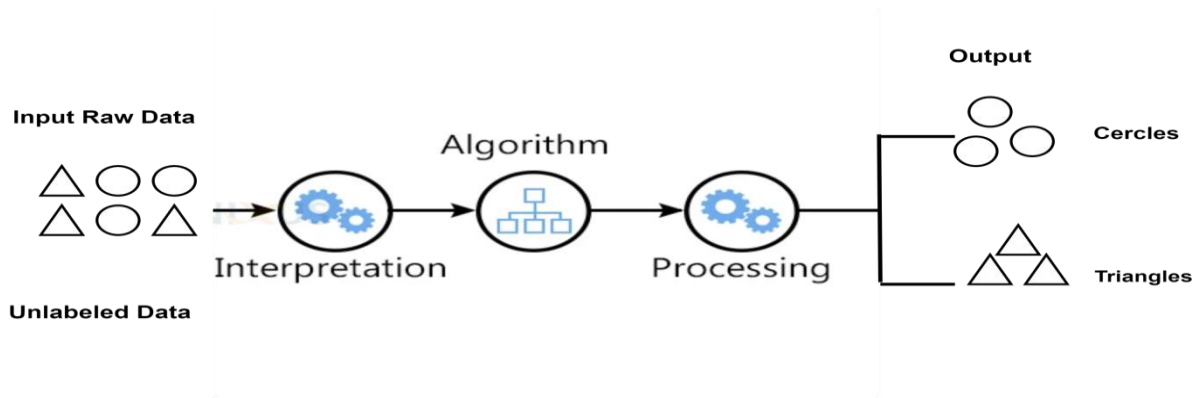 Output
Input Raw Data
Cercles
Algorithm
Interpretation
Processing
Triangles
Unlabeled Data